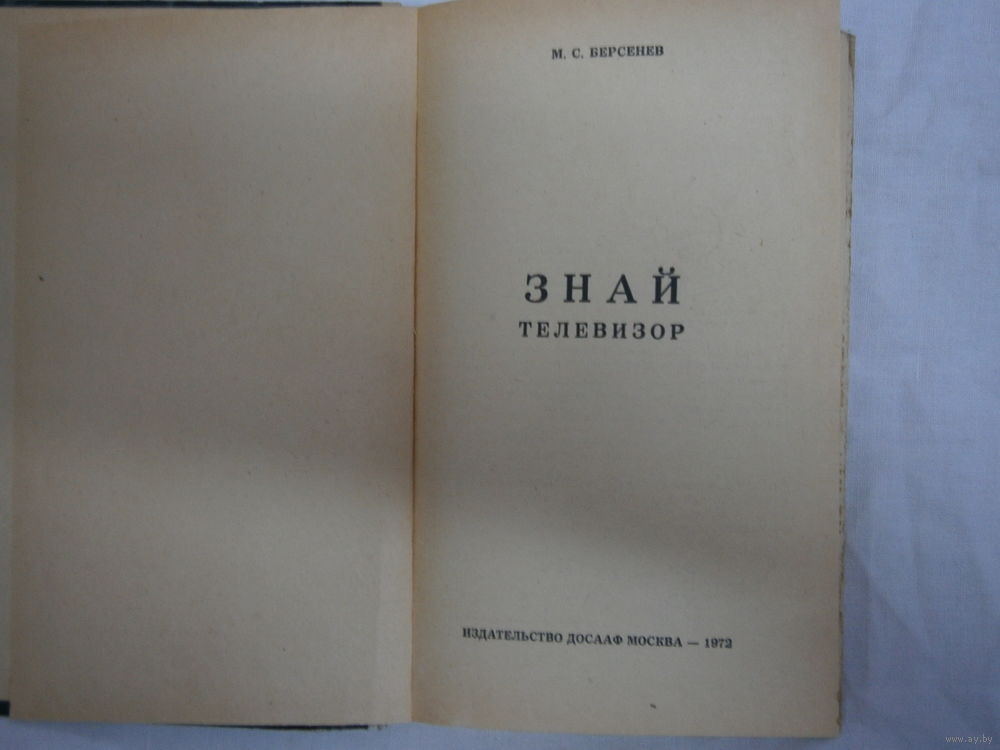 М. С. БЕРСЕНЕВ
ЗНАЙ
ТЕЛЕВИЗОР
ИЗДАТЕЛЬСТВО ДОСААФ МОСКВА — 1972
www.ay.by